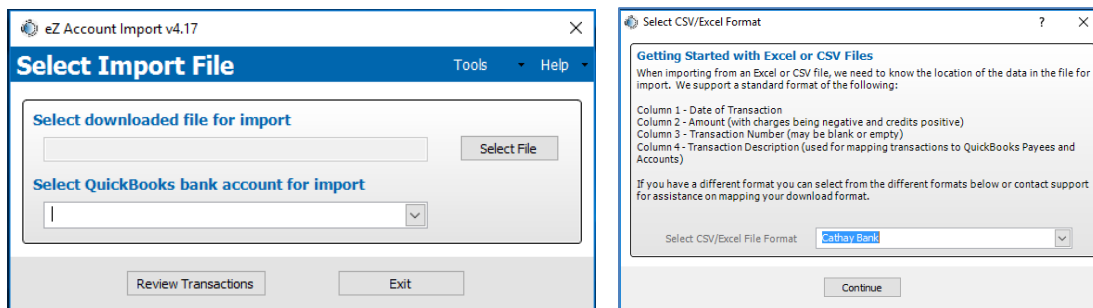 eZ Account Import v4.17
Select Import File
Tools
Help
Select downloaded file for import
Select File
Select QuickBooks bank account for import
Review Transactions
Exit
Select CSV/Excel Format
?
Getting Started with Excel or CSV Files
When importing from an Excel or CSV file, we need to know the location of the data in the file for
import. We support a standard format of the following:
Column 1 - Date of Transaction
Column 2 - Amount (with charges being negative and credits positive)
Column 3 - Transaction Number (may be blank or empty)
Column 4 - Transaction Description (used for mapping transactions to QuickBooks Payees and
Accounts)
If you have a different format you can select from the different formats below or contact support
for assistance on mapping your download format.
Select CSV/Excel File Format
Cathay Bank
Continue